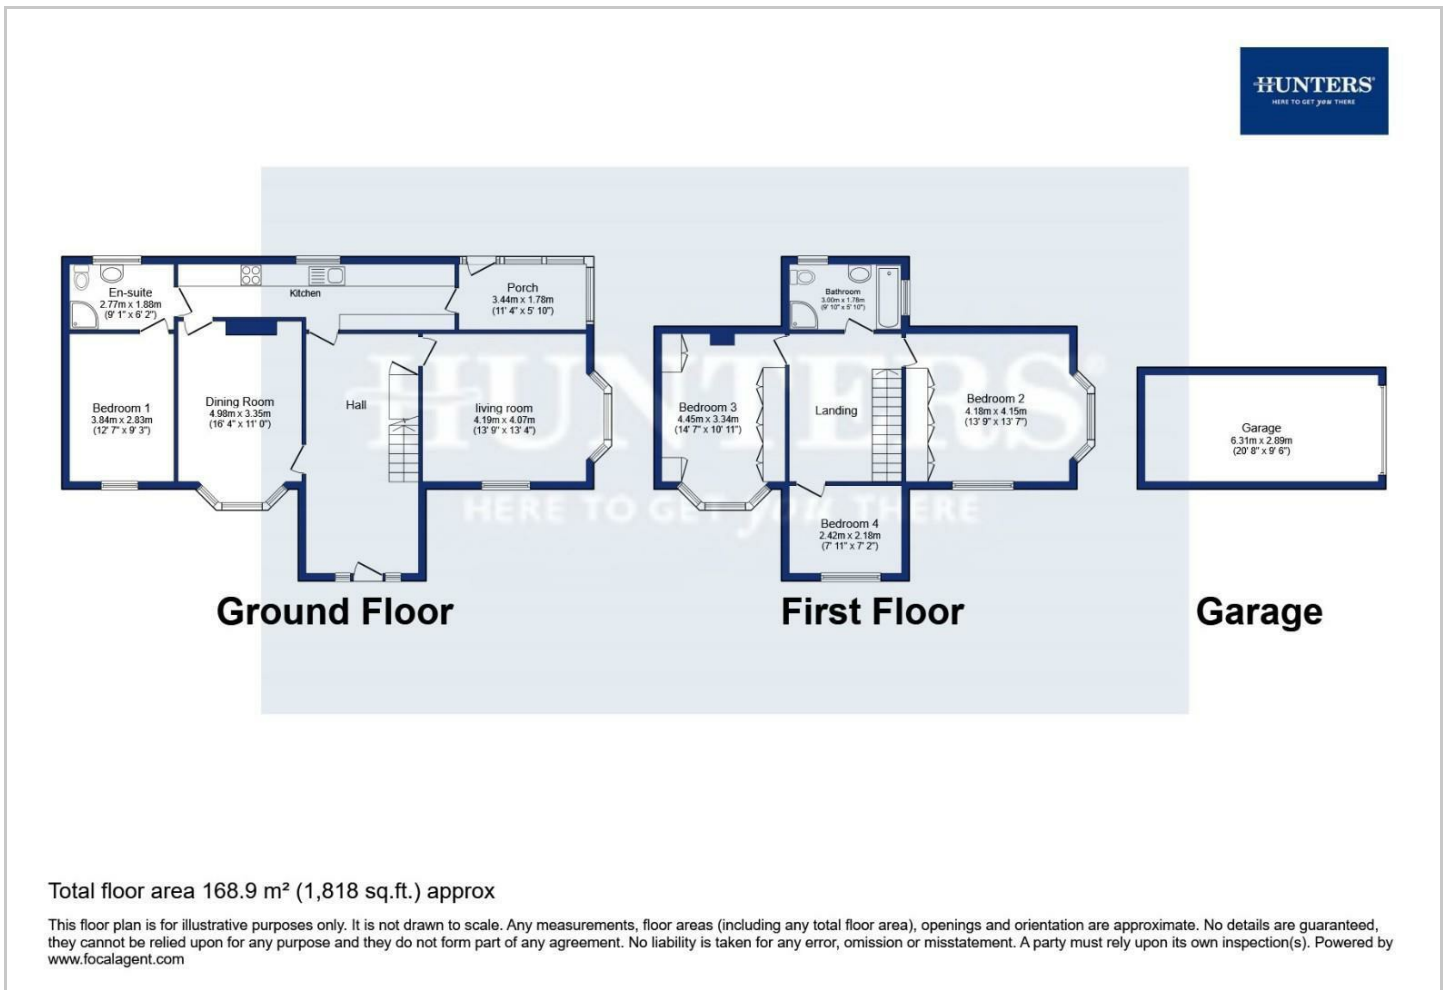 HUNTERS
HERE TO GET you THERE
En-suite
2.77m x 1.88m
(9' 1" x 6' 2")
Kitchen
Porch
3.44m x 1.78m
(11' 4" x 5' 10")
Bedroom 1
3.84m x 2.83m
(12' 7" x 9' 3")
Dining Room
4.98m x 3.35m
(16' 4" x 11' 0")
Hall
living room
4.19m x 4.07m
(13' 9" x 13' 4")
Bathroom
3.00m x 1.78m
(9' 10" x 5' 10")
Bedroom 3
4.45m x 3.34m
(14' 7" x 10' 11")
Landing
Bedroom 2
4.18m x 4.15m
(13' 9" x 13' 7")
Bedroom 4
2.42m x 2.18m
(7' 11" x 7' 2")
Garage
6.31m x 2.89m
(20' 8" x 9' 6")
HUNTERS
HERE TO GET you THERE
Ground Floor
First Floor
Garage
Total floor area 168.9 m² (1,818 sq.ft.) approx
This floor plan is for illustrative purposes only. It is not drawn to scale. Any measurements, floor areas (including any total floor area), openings and orientation are approximate. No details are guaranteed,
they cannot be relied upon for any purpose and they do not form part of any agreement. No liability is taken for any error, omission or misstatement. A party must rely upon its own inspection(s). Powered by
www.focalagent.com